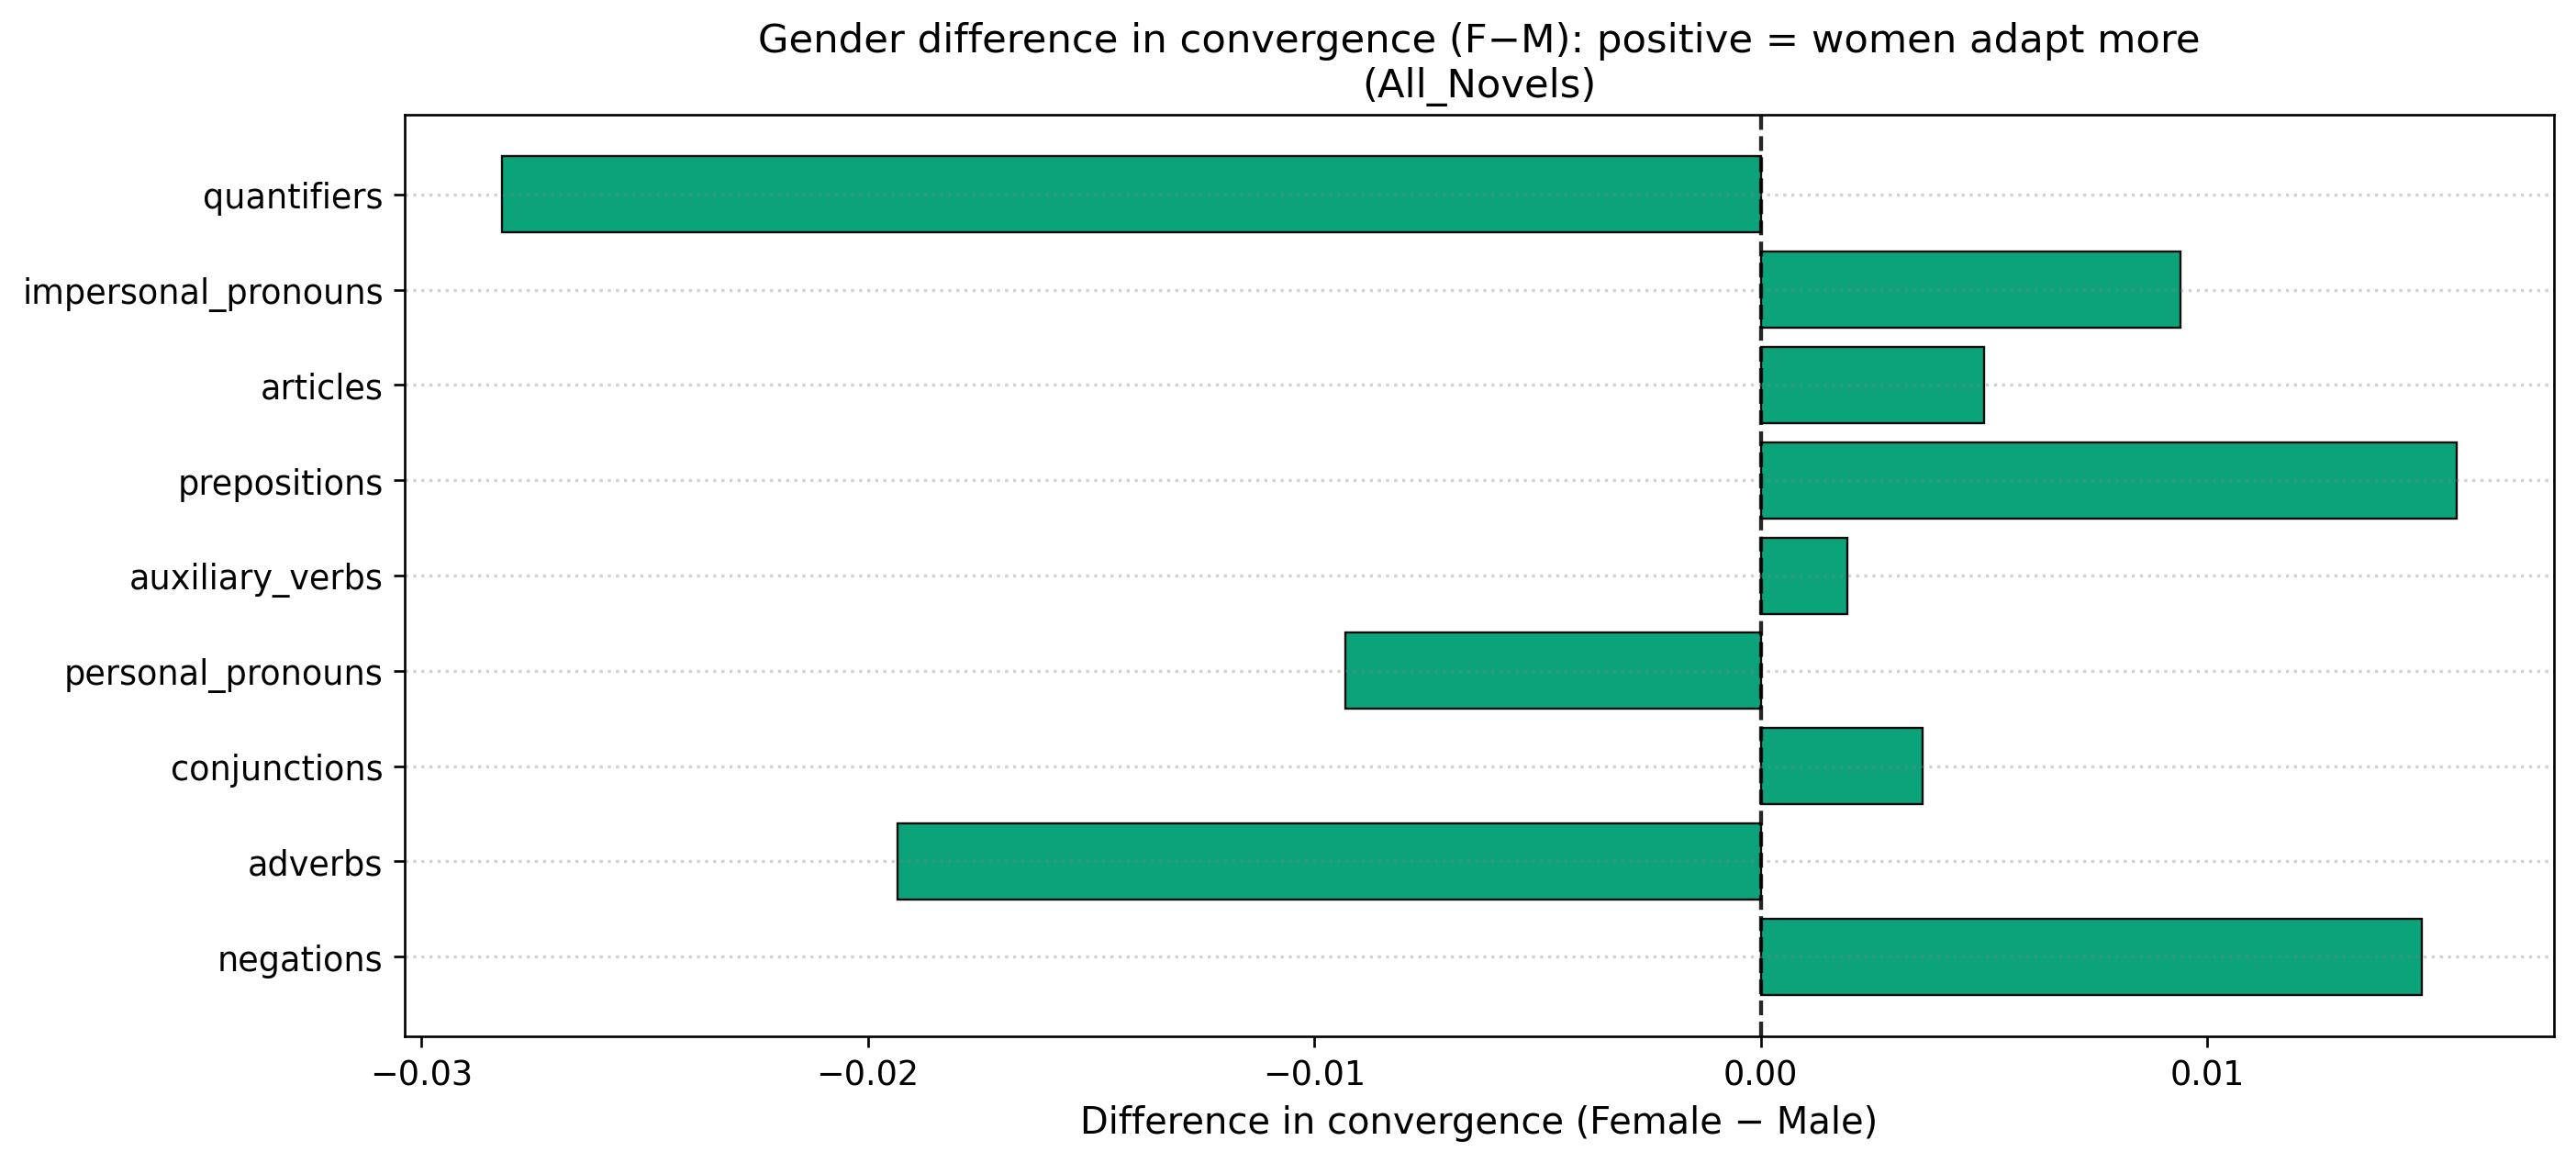 Gender difference in convergence (F−M): positive = women adapt more
(All_Novels)
quantifiers
impersonal_pronouns
articles
prepositions
auxiliary_verbs
personal_pronouns
conjunctions
adverbs
negations
−0.03 −0.02 −0.01 0.00 0.01
Difference in convergence (Female − Male)